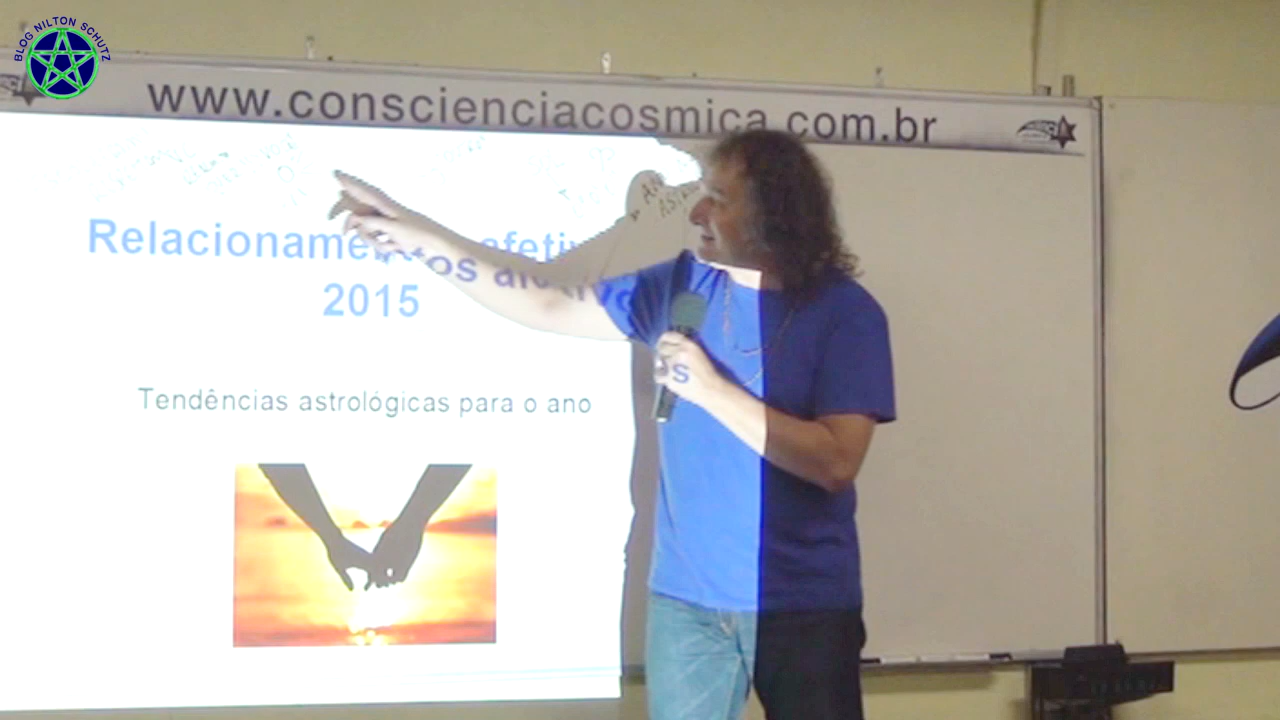 BLOG NILTON SCHUTZ
www.conscienciacosmica.com.br
Relacionamentos afetivos
2015
Tendências astrológicas para o ano